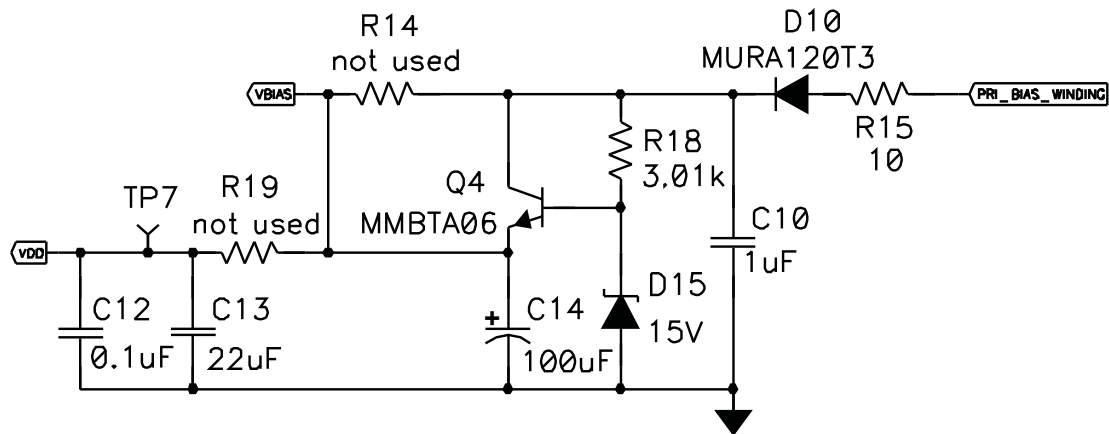 R14
not used
D10
MURA120T3
VBIAS
PRI_BIAS_WINDING
R15
10
R18
3,01k
Q4
MMBTA06
TP7
R19
not used
C10
1uF
VDD
C12
0.1uF
C13
22uF
+
C14
100uF
D15
15V